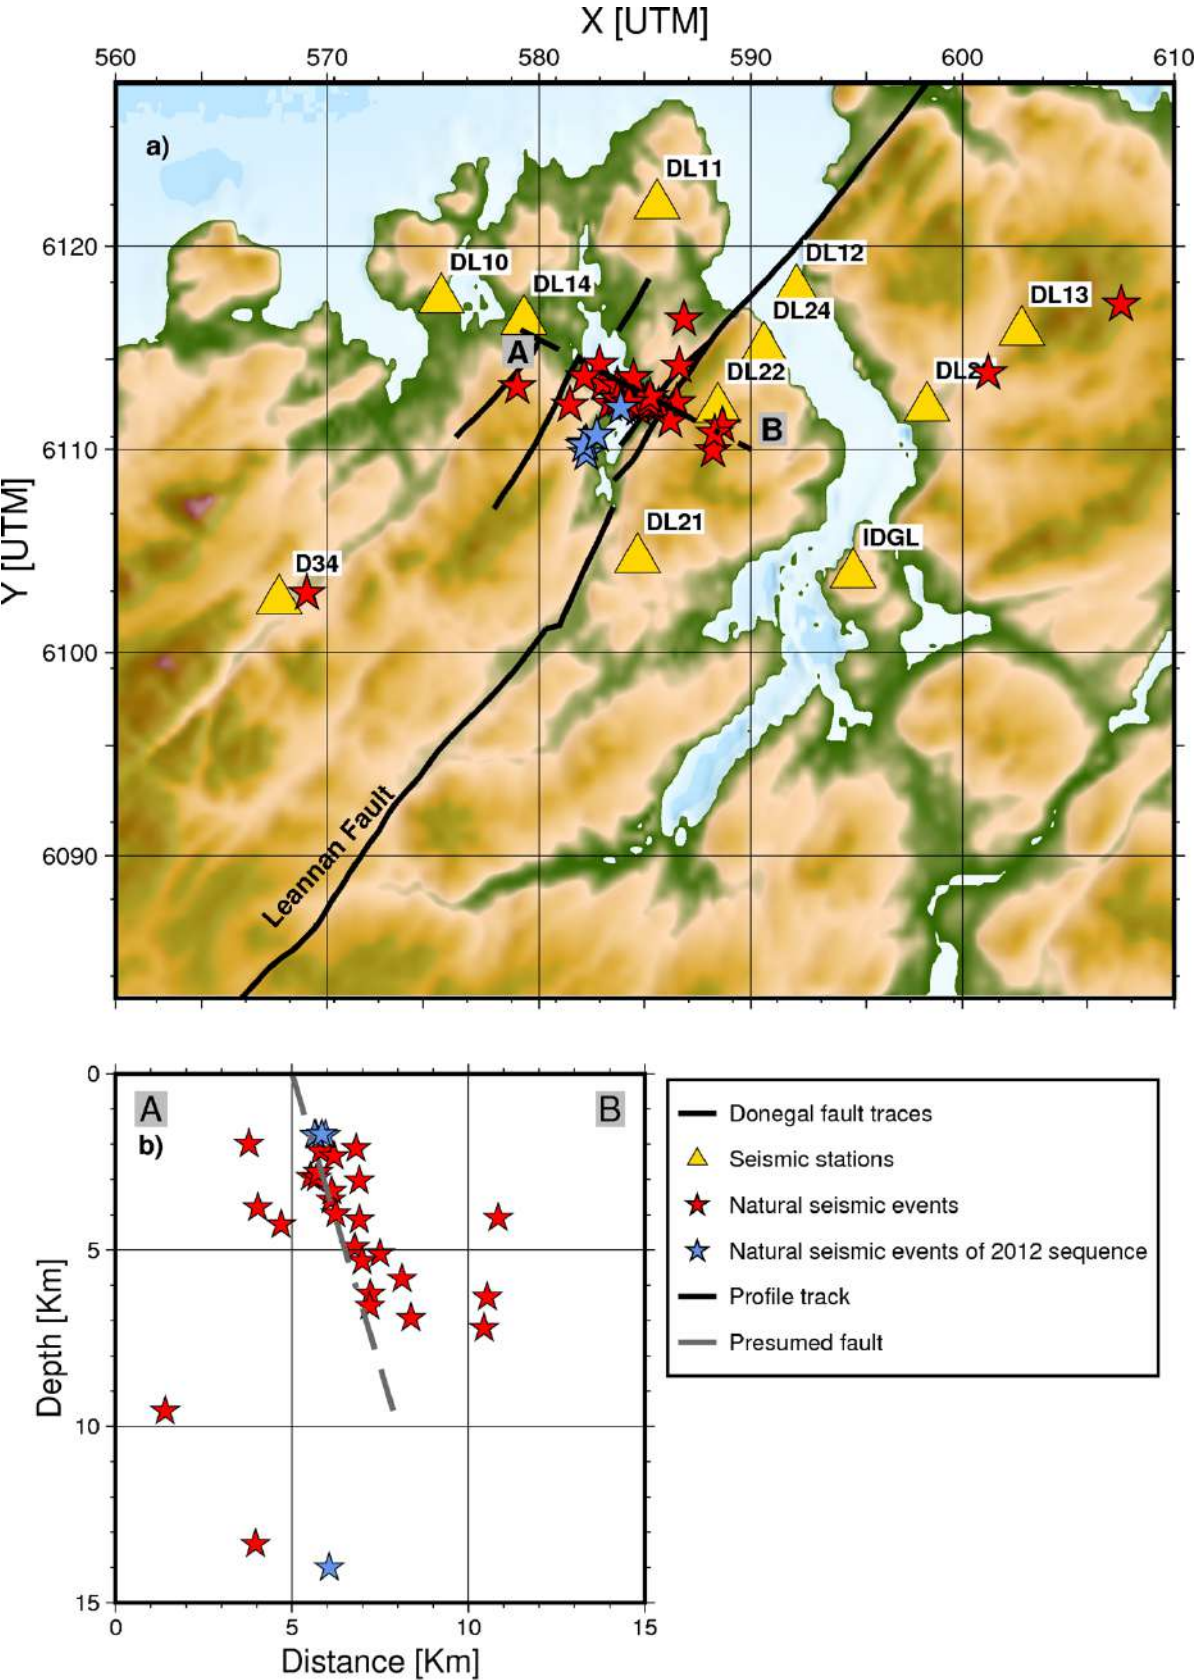 X [UTM]
560 570 580 590 600 610
a)
DL11
6120
DL12
DL10
DL14
DL13
DL24
A
DL22
DL2
B
6110
Y [UTM]
DL21
IDGL
D34
6100
Leannan Fault
6090
0
A B
b)
Donegal fault traces
Seismic stations
Natural seismic events
Natural seismic events of 2012 sequence
Profile track
Presumed fault
5
Depth [Km]
10
15
0 5 10 15
Distance [Km]